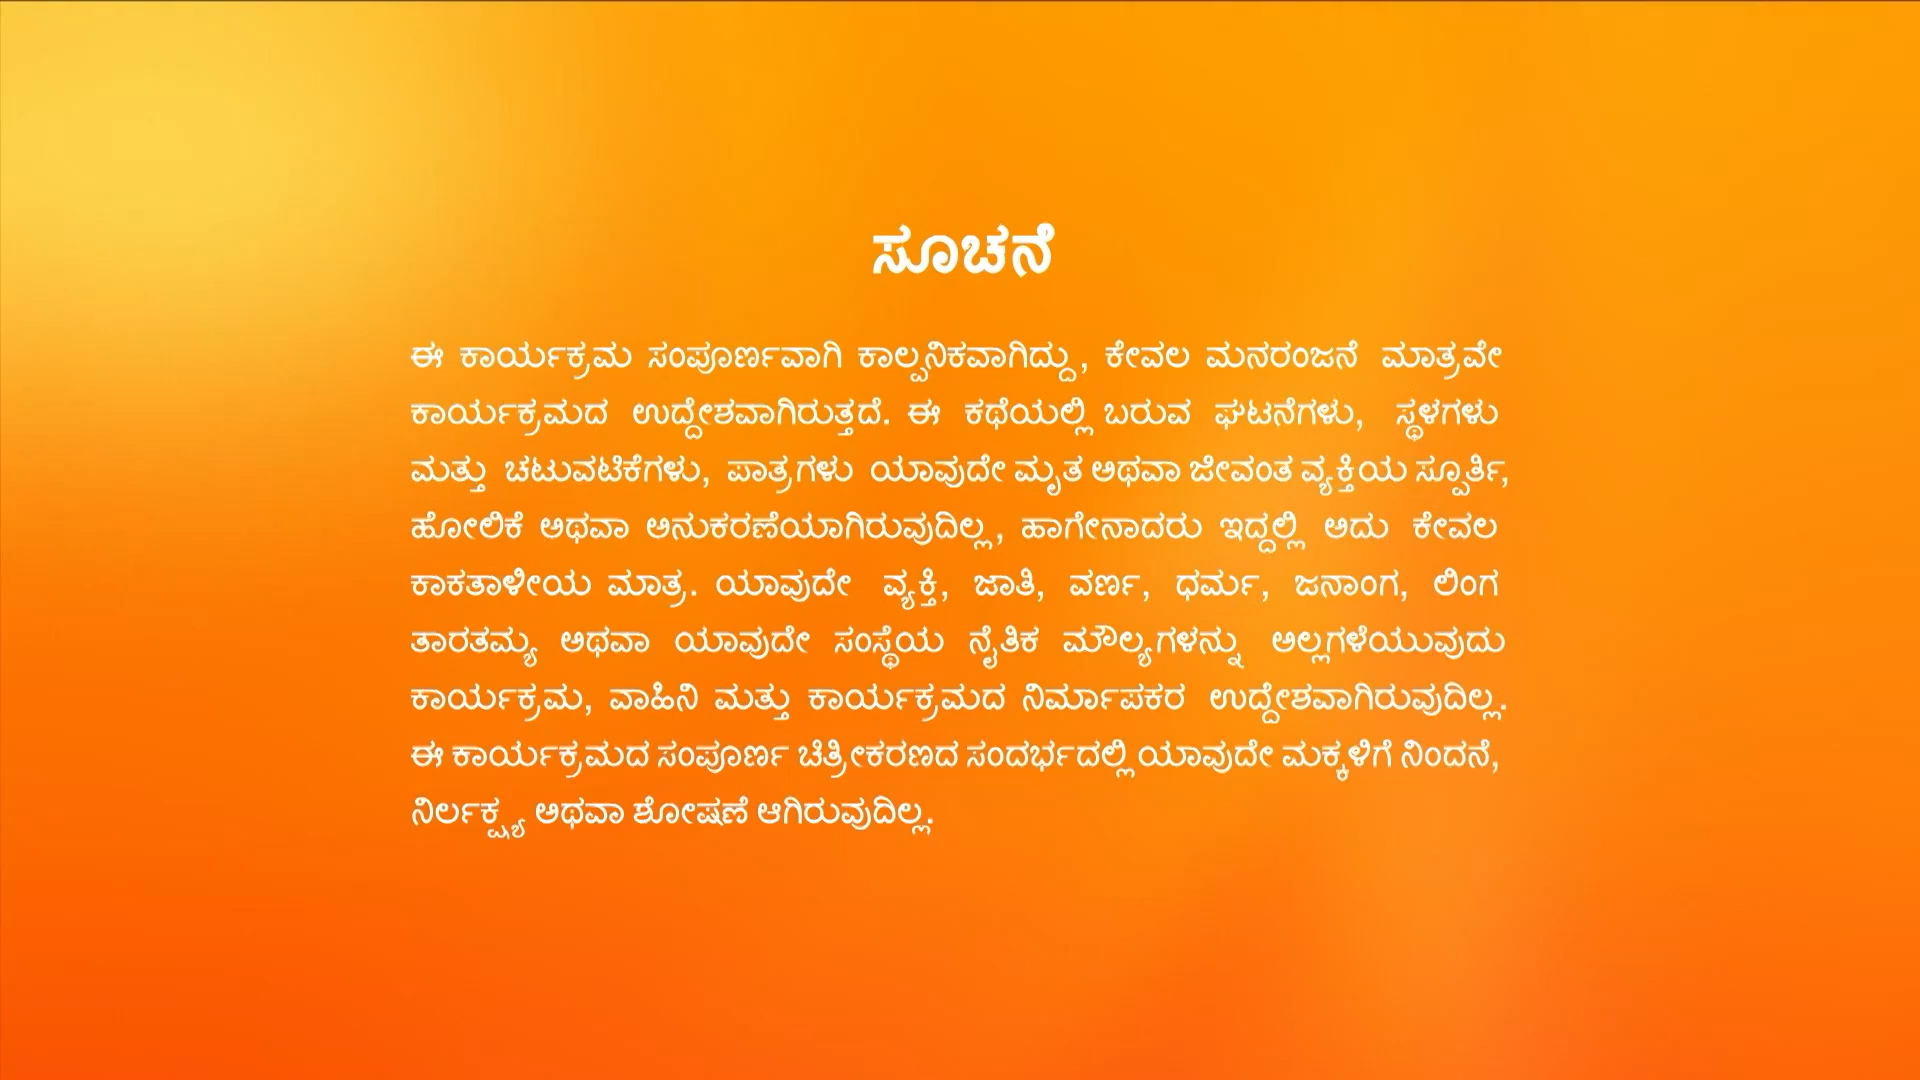 ಸೂಚನೆ
ಈ ಕಾರ್ಯಕ್ರಮ ಸಂಪೂರ್ಣವಾಗಿ ಕಾಲ್ಪನಿಕವಾಗಿದ್ದು, ಕೇವಲ ಮನರಂಜನೆ ಮಾತ್ರವೇ
ಕಾರ್ಯಕ್ರಮದ ಉದ್ದೇಶವಾಗಿರುತ್ತದೆ. ಈ ಕಥೆಯಲ್ಲಿ ಬರುವ ಘಟನೆಗಳು, ಸ್ಥಳಗಳು
ಮತ್ತು ಚಟುವಟಿಕೆಗಳು, ಪಾತ್ರಗಳು ಯಾವುದೇ ಮೃತ ಅಥವಾ ಜೀವಂತ ವ್ಯಕ್ತಿಯ ಸ್ಪೂರ್ತಿ,
ಹೋಲಿಕೆ ಅಥವಾ ಅನುಕರಣೆಯಾಗಿರುವುದಿಲ್ಲ, ಹಾಗೇನಾದರು ಇದ್ದಲ್ಲಿ ಅದು ಕೇವಲ
ಕಾಕತಾಳೀಯ ಮಾತ್ರ. ಯಾವುದೇ ವ್ಯಕ್ತಿ, ಜಾತಿ, ವರ್ಣ, ಧರ್ಮ, ಜನಾಂಗ, ಲಿಂಗ
ತಾರತಮ್ಯ ಅಥವಾ ಯಾವುದೇ ಸಂಸ್ಥೆಯ ನೈತಿಕ ಮೌಲ್ಯಗಳನ್ನು ಅಲ್ಲಗಳೆಯುವುದು
ಕಾರ್ಯಕ್ರಮ, ವಾಹಿನಿ ಮತ್ತು ಕಾರ್ಯಕ್ರಮದ ನಿರ್ಮಾಪಕರ ಉದ್ದೇಶವಾಗಿರುವುದಿಲ್ಲ.
ಈ ಕಾರ್ಯಕ್ರಮದ ಸಂಪೂರ್ಣ ಚಿತ್ರೀಕರಣದ ಸಂದರ್ಭದಲ್ಲಿ ಯಾವುದೇ ಮಕ್ಕಳಿಗೆ ನಿಂದನೆ,
ನಿರ್ಲಕ್ಷ್ಯ ಅಥವಾ ಶೋಷಣೆ ಆಗಿರುವುದಿಲ್ಲ.